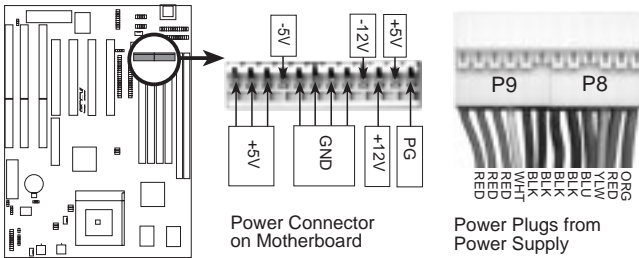 -5V
-12V
+5V
+5V
GND
+12V
PG
Power Connector
on Motherboard
P9
P8
RED
RED
RED
WHT
BLK
BLK
BLK
BLK
BLU
YLW
RED
ORG
Power Plugs from
Power Supply